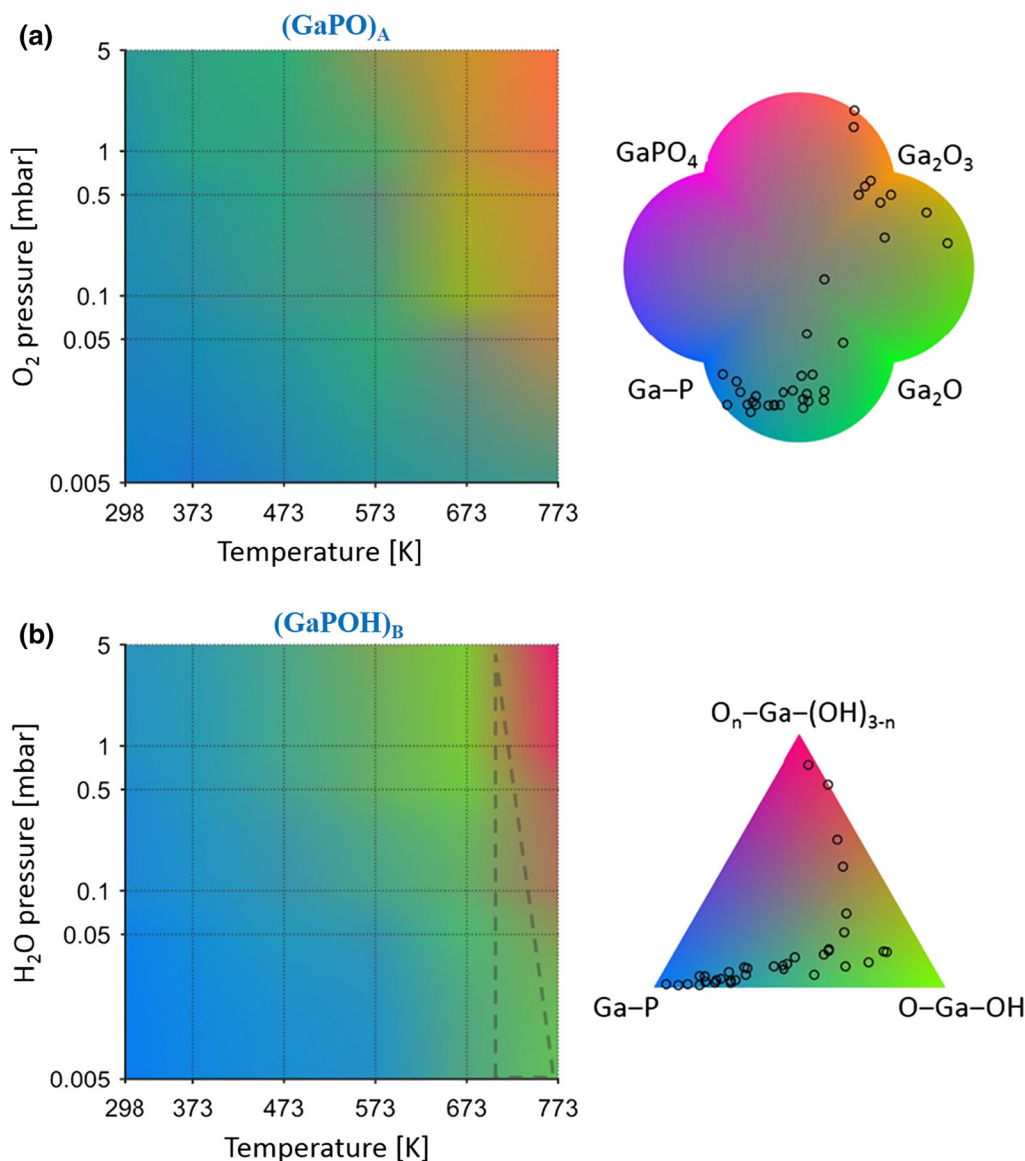 (a)
(GaPO)A
5
1
0.5
0.1
0.05
0.005
O2 pressure [mbar]
298 373 473 573 673 773
Temperature [K]
GaPO4
Ga2O3
Ga–P
Ga2O
(b)
(GaPOH)B
5
1
0.5
0.1
0.05
0.005
H2O pressure [mbar]
298 373 473 573 673 773
Temperature [K]
On–Ga–(OH)3-n
Ga–P
O–Ga–OH